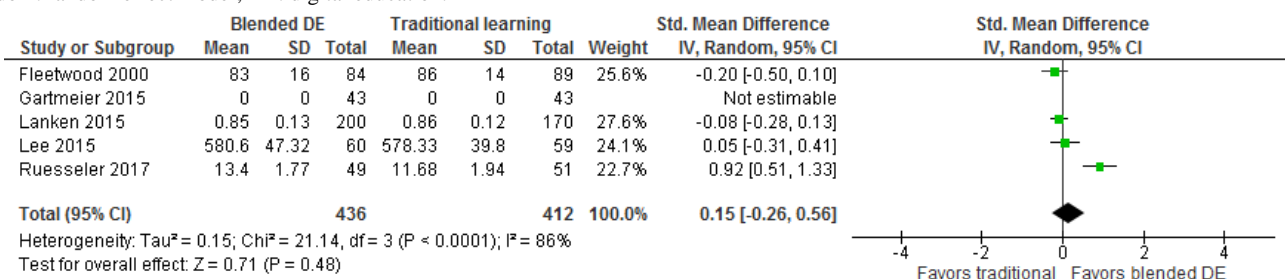 Blended DE Traditional learning Std. Mean Difference Std. Mean Difference
Study or Subgroup Mean SD Total Mean SD Total Weight IV, Random, 95% CI IV, Random, 95% CI
Fleetwood 2000 83 16 84 86 14 89 25.6% -0.20 [-0.50, 0.10]
Gartmeier 2015 0 0 43 0 0 43 Not estimable
Lanken 2015 0.85 0.13 200 0.86 0.12 170 27.6% -0.08 [-0.28, 0.13]
Lee 2015 580.6 47.32 60 578.33 39.8 59 24.1% 0.05 [-0.31, 0.41]
Ruesseler 2017 13.4 1.77 49 11.68 1.94 51 22.7% 0.92 [0.51, 1.33]
Total (95% CI) 436 412 100.0% 0.15 [-0.26, 0.56]
Heterogeneity: Tau² = 0.15; Chi² = 21.14, df = 3 (P < 0.0001); I² = 86%
Test for overall effect: Z = 0.71 (P = 0.48)
-4 -2 0 2 4
Favors traditional Favors blended DE